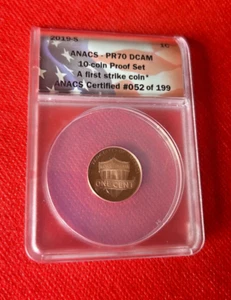 2019-S 1C
ANACS - PR70 DCAM
10-coin Proof Set
A first strike coin*
ANACS Certified #052 of 199
ONE CENT